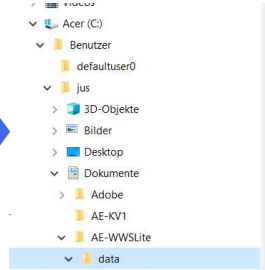 Videos
Acer (C:)
Benutzer
defaultuser0
jus
3D-Objekte
Bilder
Desktop
Dokumente
Adobe
AE-KV1
AE-WWSLite
data